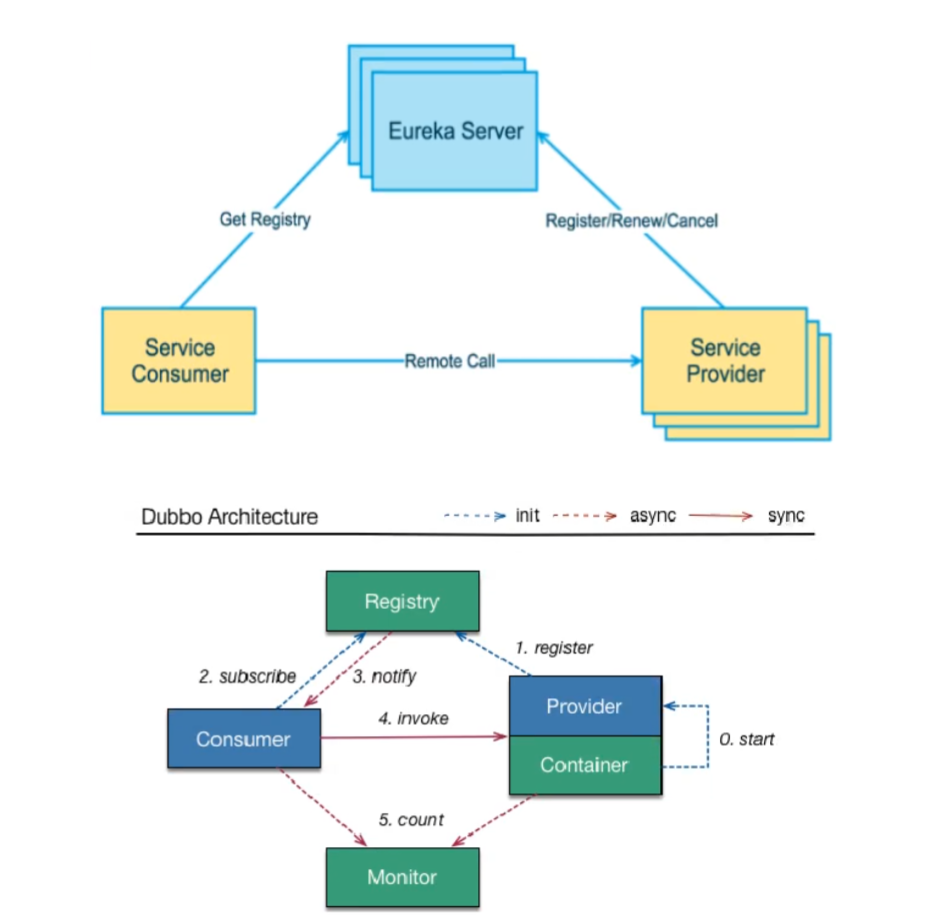 Eureka Server
Get Registry
Register/Renew/Cancel
Service
Consumer
Remote Call
Service
Provider
Dubbo Architecture
init
async
sync
Registry
1. register
2. subscribe
3. notify
Provider
4. invoke
Consumer
0. start
Container
5. count
Monitor